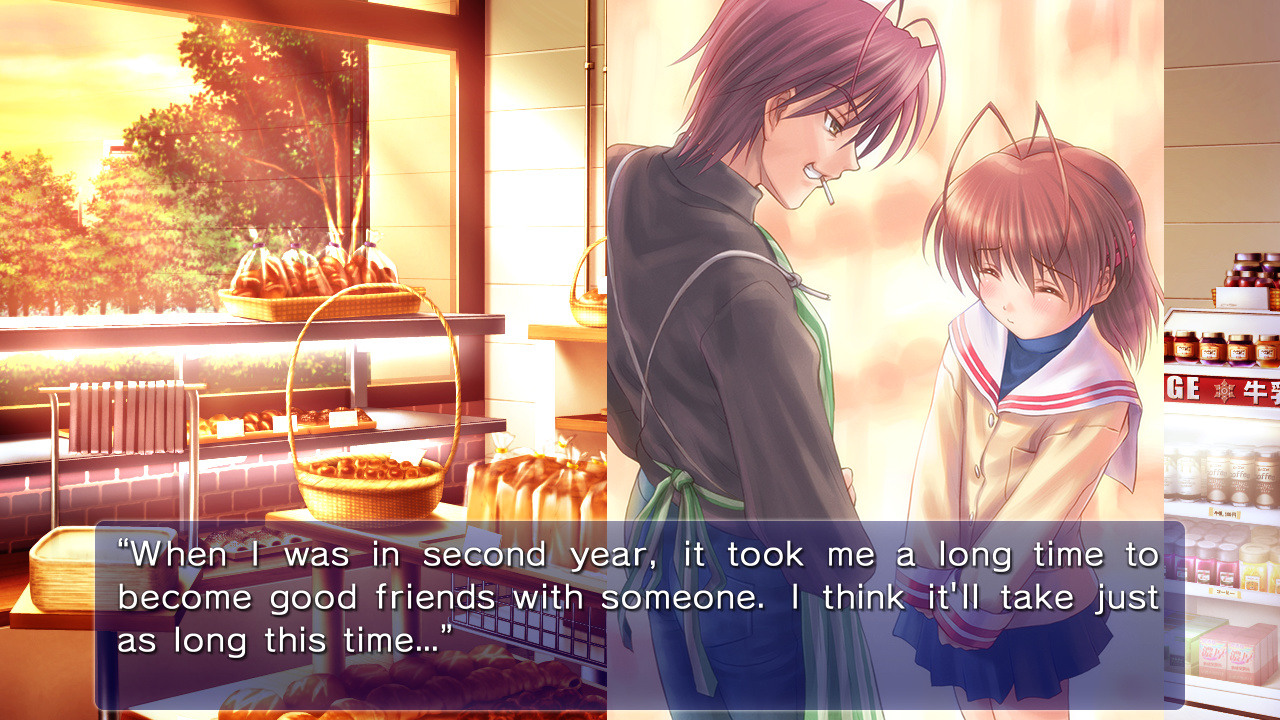 “When I was in second year, it took me a long time to
become good friends with someone. I think it'll take just
as long this time…”
GE 牛乳